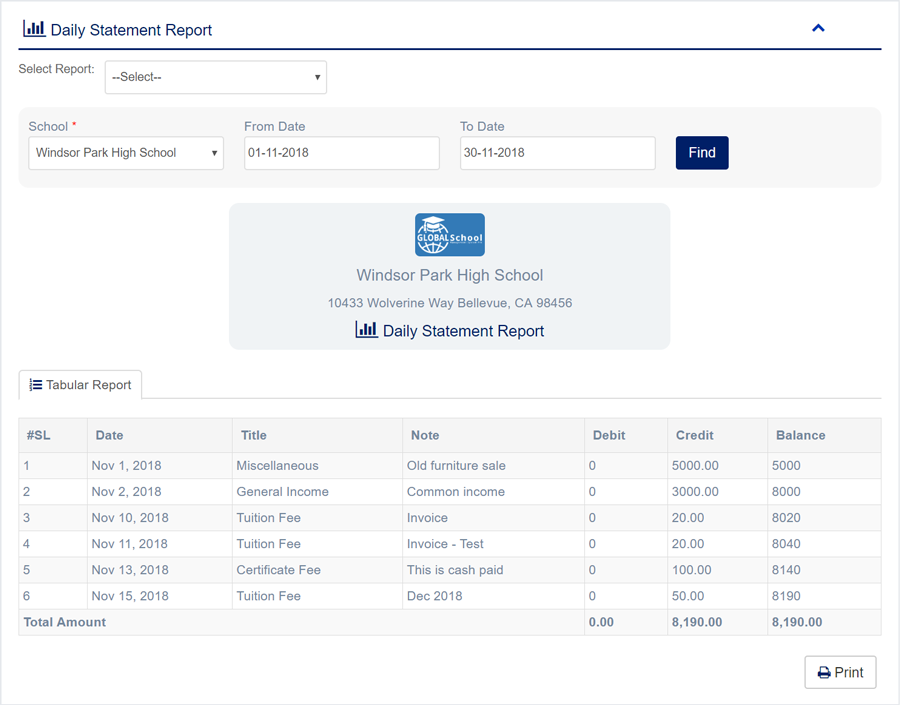 Daily Statement Report
Select Report: --Select--
School * From Date To Date
Windsor Park High School 01-11-2018 30-11-2018 Find
GLOBAL School
Windsor Park High School
10433 Wolverine Way Bellevue, CA 98456
Daily Statement Report
Tabular Report
#SL Date Title Note Debit Credit Balance
1 Nov 1, 2018 Miscellaneous Old furniture sale 0 5000.00 5000
2 Nov 2, 2018 General Income Common income 0 3000.00 8000
3 Nov 10, 2018 Tuition Fee Invoice 0 20.00 8020
4 Nov 11, 2018 Tuition Fee Invoice - Test 0 20.00 8040
5 Nov 13, 2018 Certificate Fee This is cash paid 0 100.00 8140
6 Nov 15, 2018 Tuition Fee Dec 2018 0 50.00 8190
Total Amount 0.00 8,190.00 8,190.00
Print